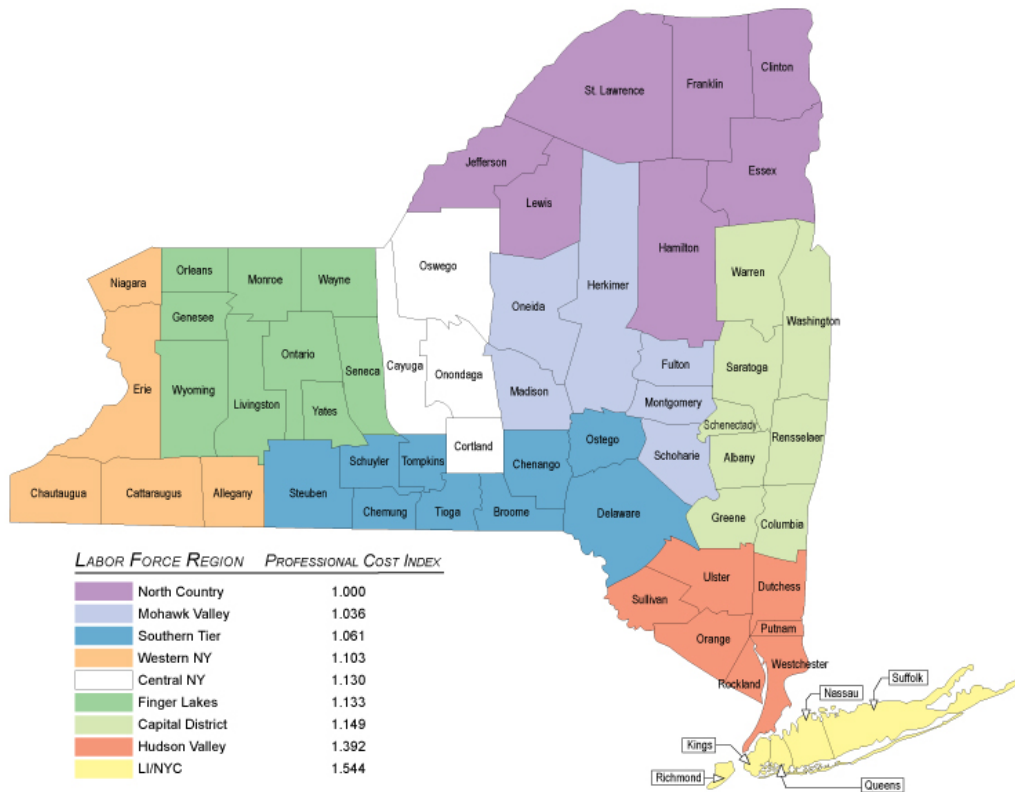 Clinton
Franklin
St. Lawrence
Jefferson
Essex
Lewis
Hamilton
Oswego
Warren
Orleans
Niagara
Monroe
Wayne
Herkimer
Oneida
Genesee
Washington
Ontario
Erie
Cayuga
Onondaga
Fulton
Saratoga
Seneca
Wyoming
Madison
Livingston
Yates
Montgomery
Schenectady
Rensselaer
Cortland
Ostego
Schoharie
Albany
Schuyler
Tompkins
Chenango
Chautaugua
Cattaraugus
Allegany
Steuben
Chemung
Tioga
Broome
Delaware
Greene
Columbia
LABOR FORCE REGION PROFESSIONAL COST INDEX
North Country 1.000
Mohawk Valley 1.036
Southern Tier 1.061
Western NY 1.103
Central NY 1.130
Finger Lakes 1.133
Capital District 1.149
Hudson Valley 1.392
LI/NYC 1.544
Ulster
Dutchess
Sullivan
Orange
Putnam
Westchester
Rockland
Suffolk
Nassau
Kings
Richmond
Queens